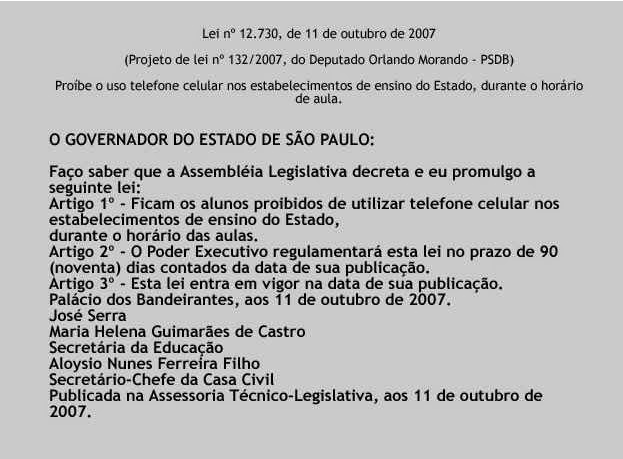 Lei nº 12.730, de 11 de outubro de 2007
(Projeto de lei nº 132/2007, do Deputado Orlando Morando - PSDB)
Proíbe o uso telefone celular nos estabelecimentos de ensino do Estado, durante o horário
de aula.
O GOVERNADOR DO ESTADO DE SÃO PAULO:
Faço saber que a Assembléia Legislativa decreta e eu promulgo a
seguinte lei:
Artigo 1º - Ficam os alunos proibidos de utilizar telefone celular nos
estabelecimentos de ensino do Estado,
durante o horário das aulas.
Artigo 2º - O Poder Executivo regulamentará esta lei no prazo de 90
(noventa) dias contados da data de sua publicação.
Artigo 3º - Esta lei entra em vigor na data de sua publicação.
Palácio dos Bandeirantes, aos 11 de outubro de 2007.
José Serra
Maria Helena Guimarães de Castro
Secretária da Educação
Aloysio Nunes Ferreira Filho
Secretário-Chefe da Casa Civil
Publicada na Assessoria Técnico-Legislativa, aos 11 de outubro de
2007.